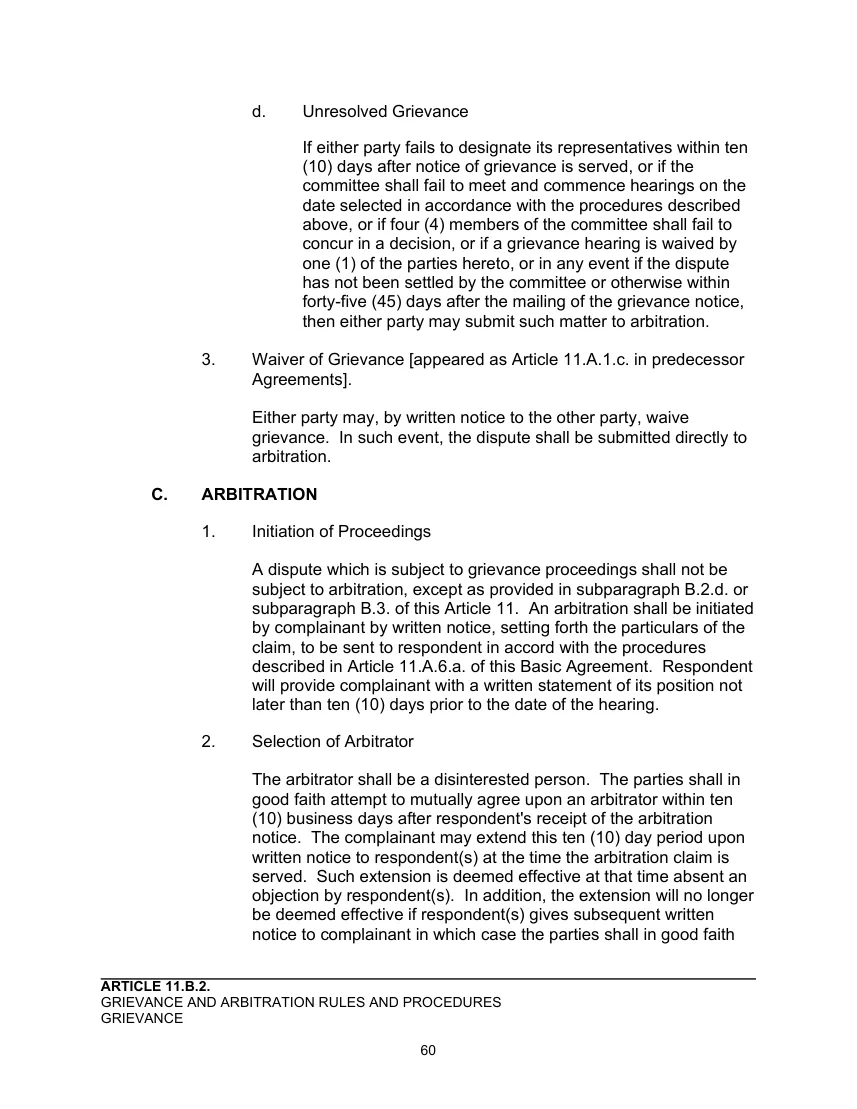 d. Unresolved Grievance
If either party fails to designate its representatives within ten
(10) days after notice of grievance is served, or if the
committee shall fail to meet and commence hearings on the
date selected in accordance with the procedures described
above, or if four (4) members of the committee shall fail to
concur in a decision, or if a grievance hearing is waived by
one (1) of the parties hereto, or in any event if the dispute
has not been settled by the committee or otherwise within
forty-five (45) days after the mailing of the grievance notice,
then either party may submit such matter to arbitration.
3. Waiver of Grievance [appeared as Article 11.A.1.c. in predecessor
Agreements].
Either party may, by written notice to the other party, waive
grievance.  In such event, the dispute shall be submitted directly to
arbitration.
C. ARBITRATION
1. Initiation of Proceedings
A dispute which is subject to grievance proceedings shall not be
subject to arbitration, except as provided in subparagraph B.2.d. or
subparagraph B.3. of this Article 11.  An arbitration shall be initiated
by complainant by written notice, setting forth the particulars of the
claim, to be sent to respondent in accord with the procedures
described in Article 11.A.6.a. of this Basic Agreement.  Respondent
will provide complainant with a written statement of its position not
later than ten (10) days prior to the date of the hearing.
2. Selection of Arbitrator
The arbitrator shall be a disinterested person.  The parties shall in
good faith attempt to mutually agree upon an arbitrator within ten
(10) business days after respondent's receipt of the arbitration
notice.  The complainant may extend this ten (10) day period upon
written notice to respondent(s) at the time the arbitration claim is
served.  Such extension is deemed effective at that time absent an
objection by respondent(s).  In addition, the extension will no longer
be deemed effective if respondent(s) gives subsequent written
notice to complainant in which case the parties shall in good faith
ARTICLE 11.B.2.
GRIEVANCE AND ARBITRATION RULES AND PROCEDURES
GRIEVANCE
60